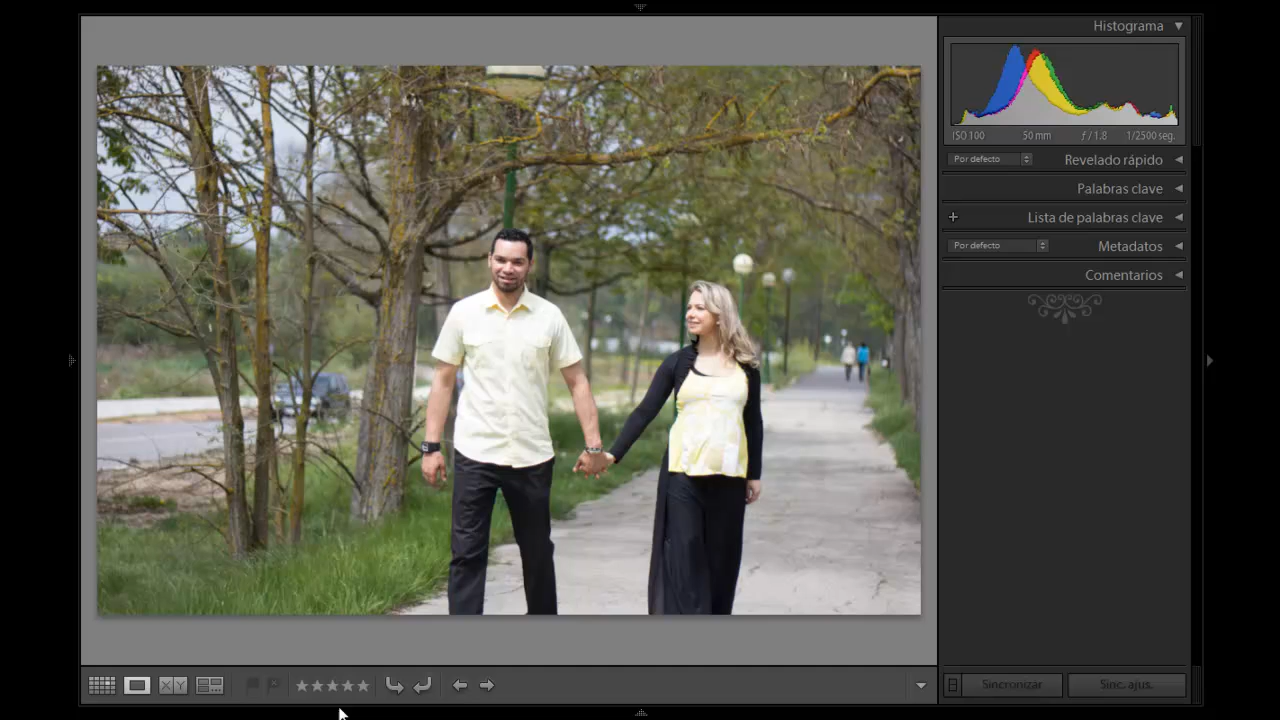 Histograma
ISO 100 50 mm ƒ / 1.8 1/2500 seg.
Por defecto Revelado rápido
Palabras clave
Lista de palabras clave
Por defecto Metadatos
Comentarios
X Y
Sincronizar Sinc. ajus.